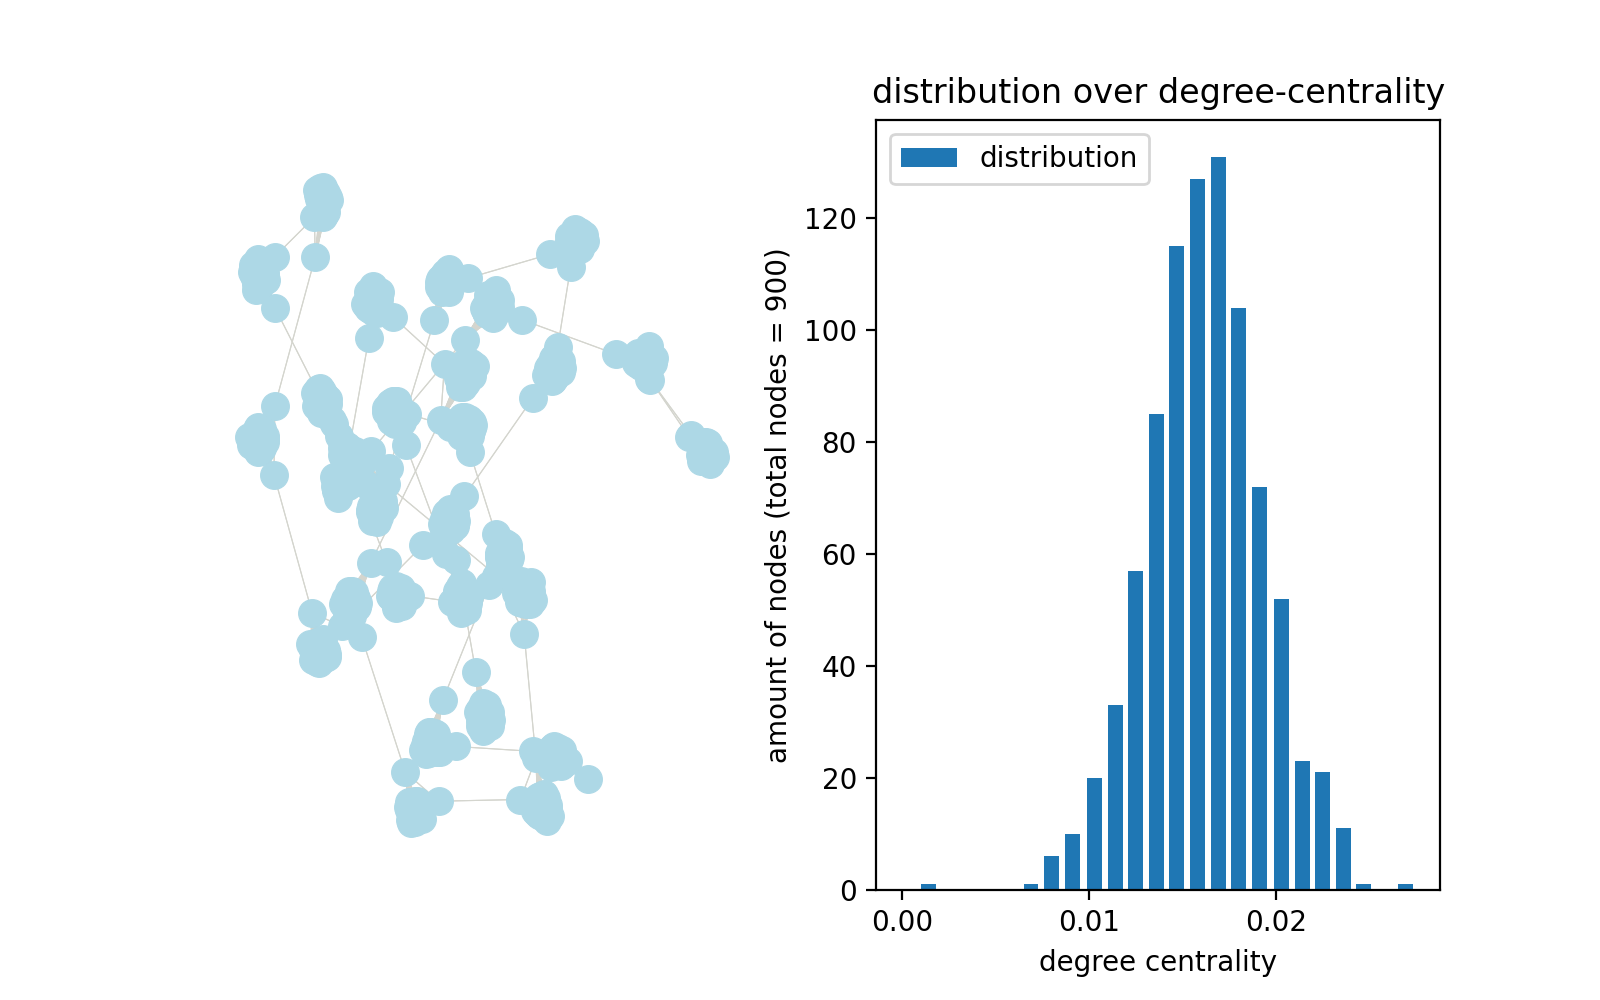 distribution over degree-centrality
distribution
amount of nodes (total nodes = 900)
120
100
80
60
40
20
0
0.00 0.01 0.02
degree centrality